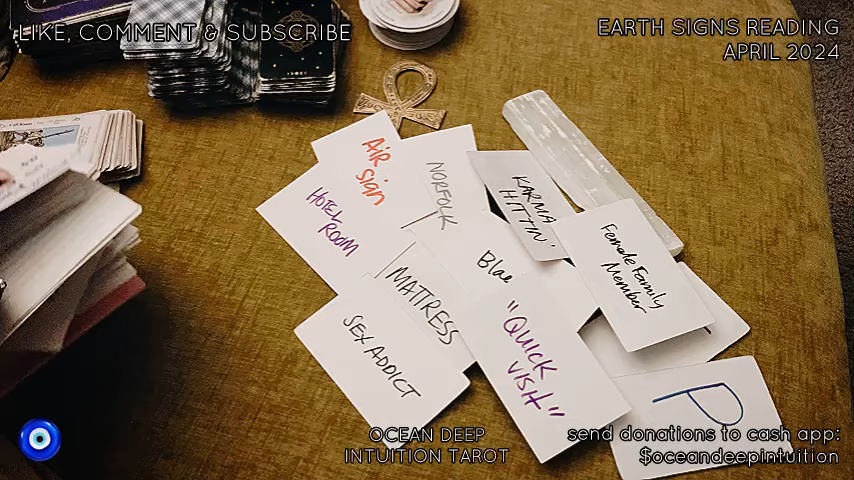 LIKE, COMMENT & SUBSCRIBE
EARTH SIGNS READING
APRIL 2024
AIR
SIGN
NORFOLK
KARMA
HITTIN'
HOTEL
ROOM
Female Family
Member
Blue
MATRESS
"QUICK
VISIT"
SEX ADDICT
P
OCEAN DEEP
INTUITION TAROT
send donations to cash app:
$oceandeepintuition